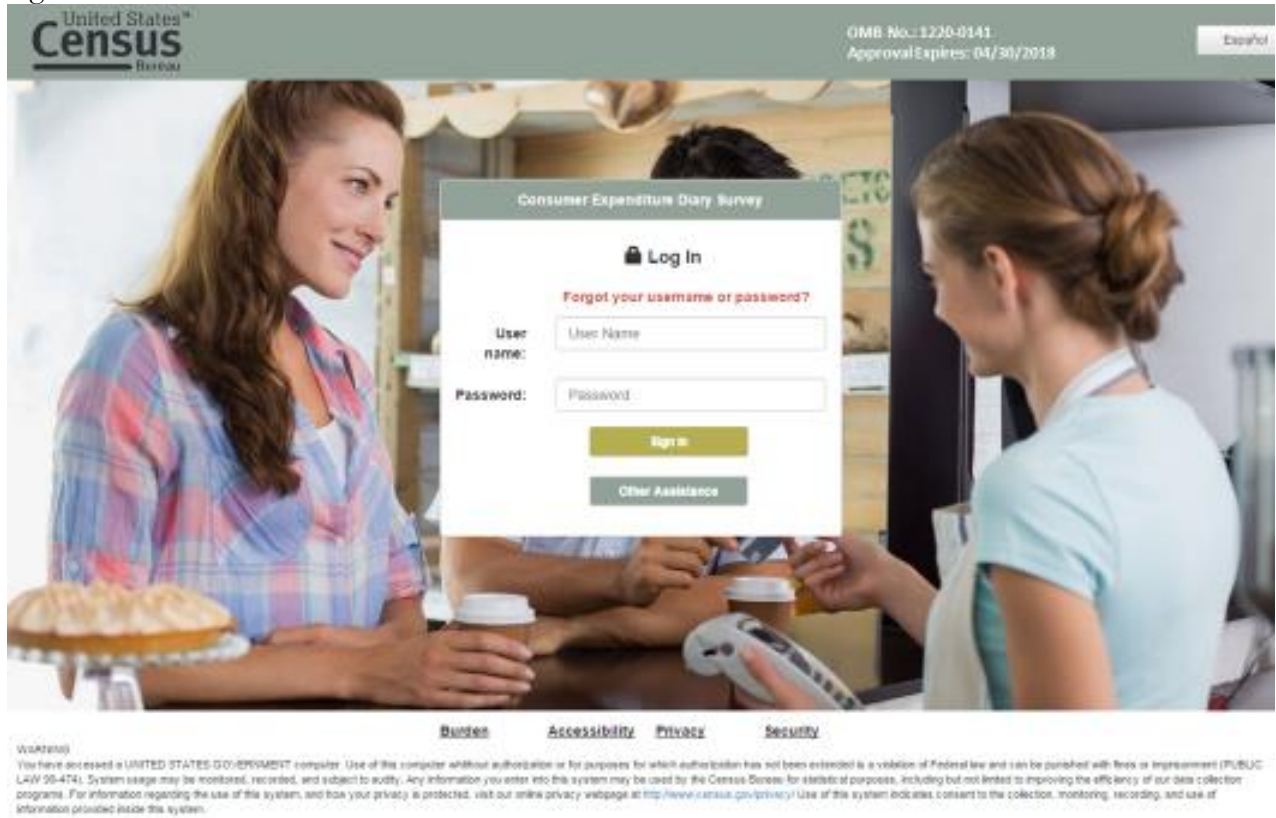 United States™
Census
Bureau
OMB No.: 1220-0141
Approval Expires: 04/30/2018
Español
ETO
S
Consumer Expenditure Diary Survey
Log In
Forgot your username or password?
User name:
User Name
Password:
Password
Sign In
Other Assistance
Burden Accessibility Privacy Security
WARNING
You have accessed a UNITED STATES GOVERNMENT computer. Use of this computer without authorization or for purposes for which authorization has not been extended is a violation of Federal law and can be punished with fines or imprisonment (PUBLIC
LAW 99-474). System usage may be monitored, recorded, and subject to audity. Any information you enter into this system may be used by the Census Bureau for statistical purposes, including but not limited to improving the efficiency of our data collection
programs. For information regarding the use of this system, and how your privacy is protected, visit our online privacy webpage at http://www.census.gov/privacy/ Use of this system indicates consent to the collection, monitoring, recording, and use of
information provided inside this system.